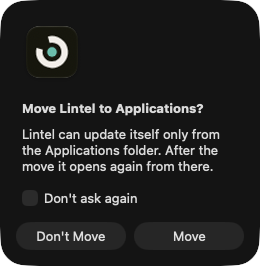 Move Lintel to Applications?
Lintel can update itself only from
the Applications folder. After the
move it opens again from there.
Don't ask again
Don't Move
Move